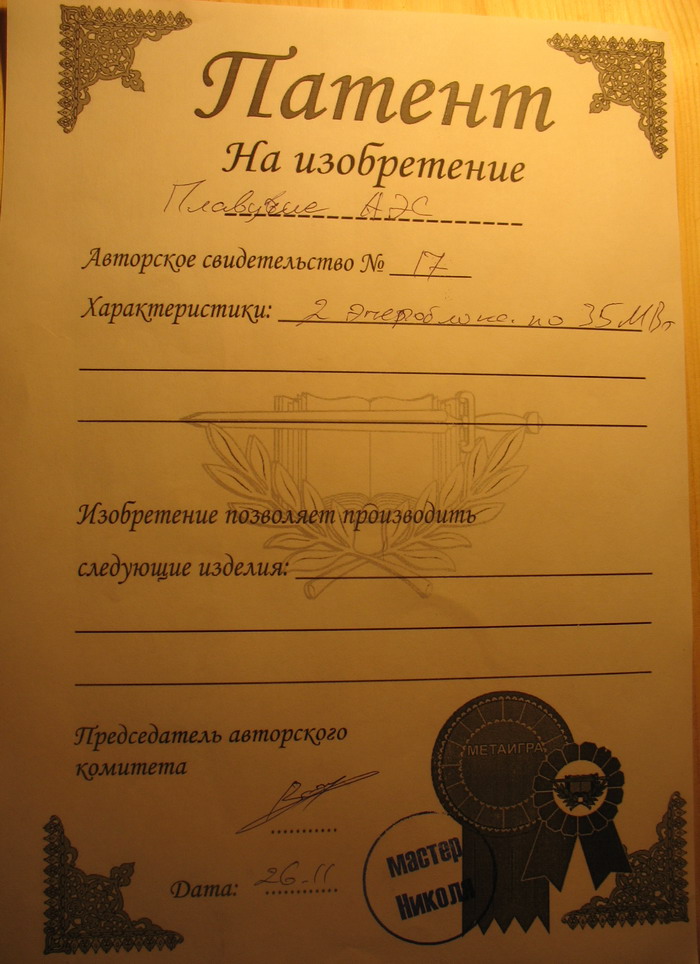 Патент
На изобретение
Плавучие АЭС
Авторское свидетельство № 17
Характеристики: 2 энергоблока по 35 МВт
Изобретение позволяет производить
следующие изделия:
Председатель авторского
комитета
МЕТАИГРА
мастер
Никола
Дата: 26.11